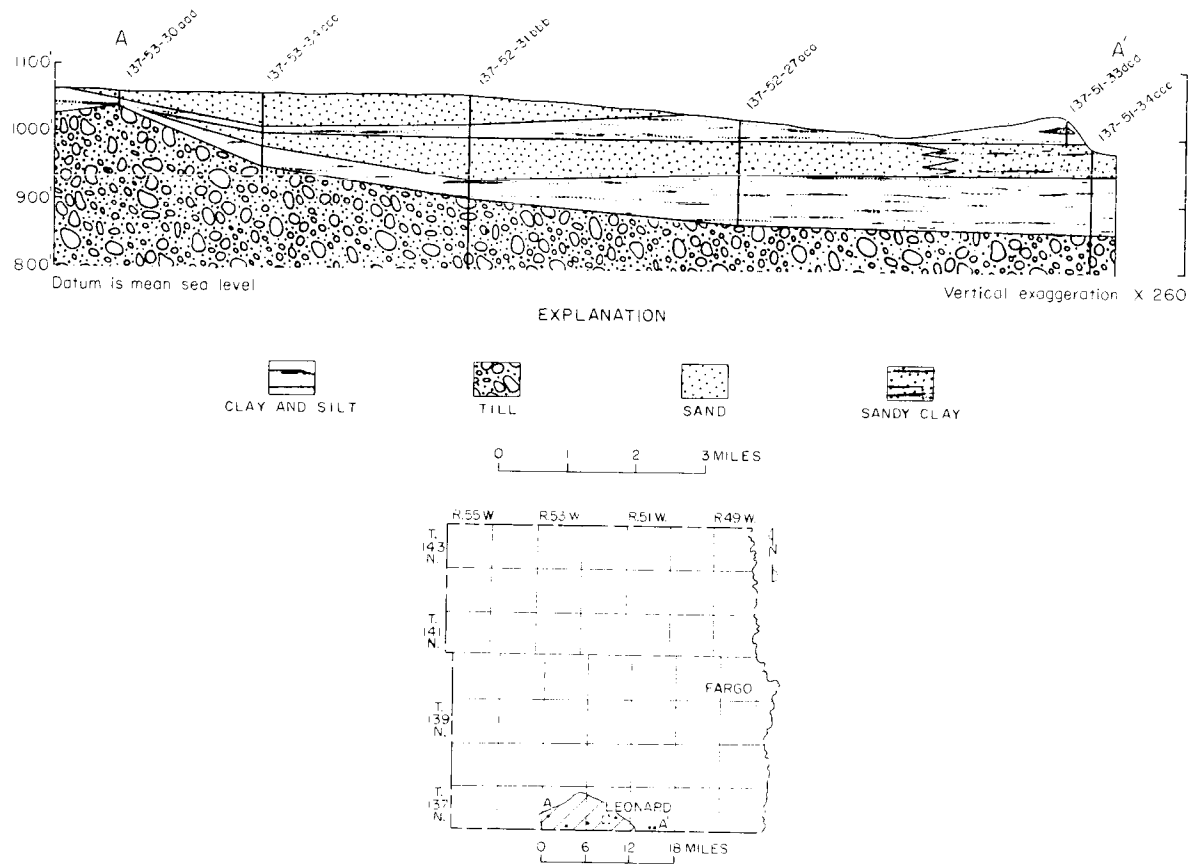 A
A'
137-53-30aad
137-53-34ccc
137-52-31bbb
137-52-27aca
137-51-33dcd
137-51-34ccc
1100'
1000'
900'
800'
Datum is mean sea level
Vertical exaggeration X 260
EXPLANATION
CLAY AND SILT
TILL
SAND
SANDY CLAY
0 1 2 3 MILES
R.55 W. R.53 W. R.51 W. R.49 W.
T. 143 N.
N
T. 141 N.
FARGO
T. 139 N.
T. 137 N.
A LEONARD
A'
0 6 12 18 MILES